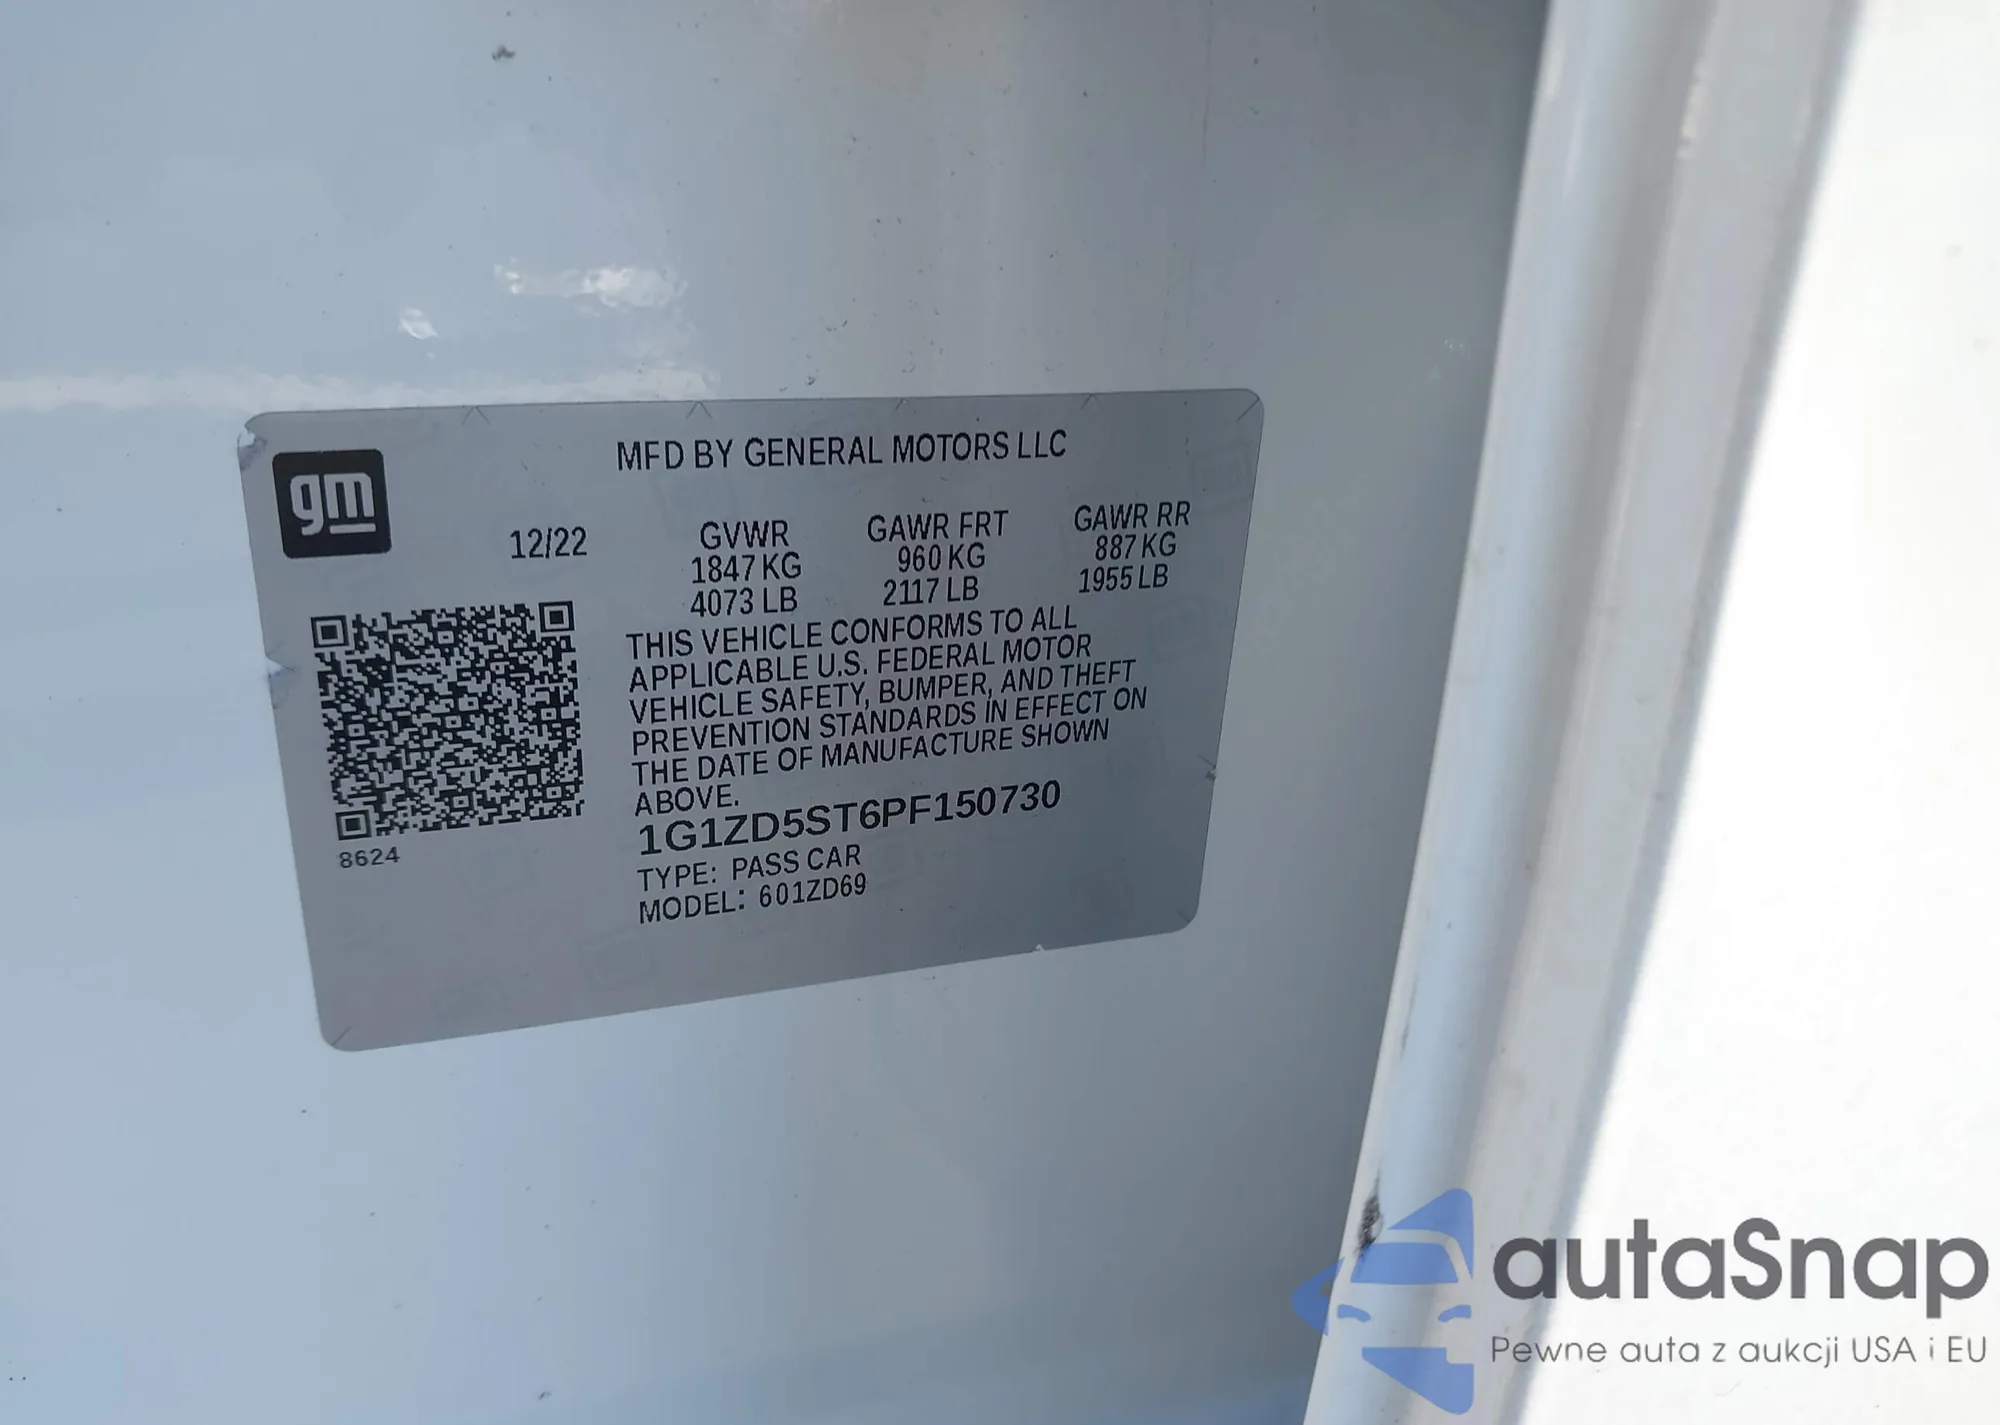 gm
MFD BY GENERAL MOTORS LLC
12/22
GVWR
1847 KG
4073 LB
GAWR FRT
960 KG
2117 LB
GAWR RR
887 KG
1955 LB
THIS VEHICLE CONFORMS TO ALL
APPLICABLE U.S. FEDERAL MOTOR
VEHICLE SAFETY, BUMPER, AND THEFT
PREVENTION STANDARDS IN EFFECT ON
THE DATE OF MANUFACTURE SHOWN
ABOVE.
1G1ZD5ST6PF150730
TYPE: PASS CAR
MODEL: 601ZD69
8624
autaSnap
Pewne auta z aukcji USA i EU